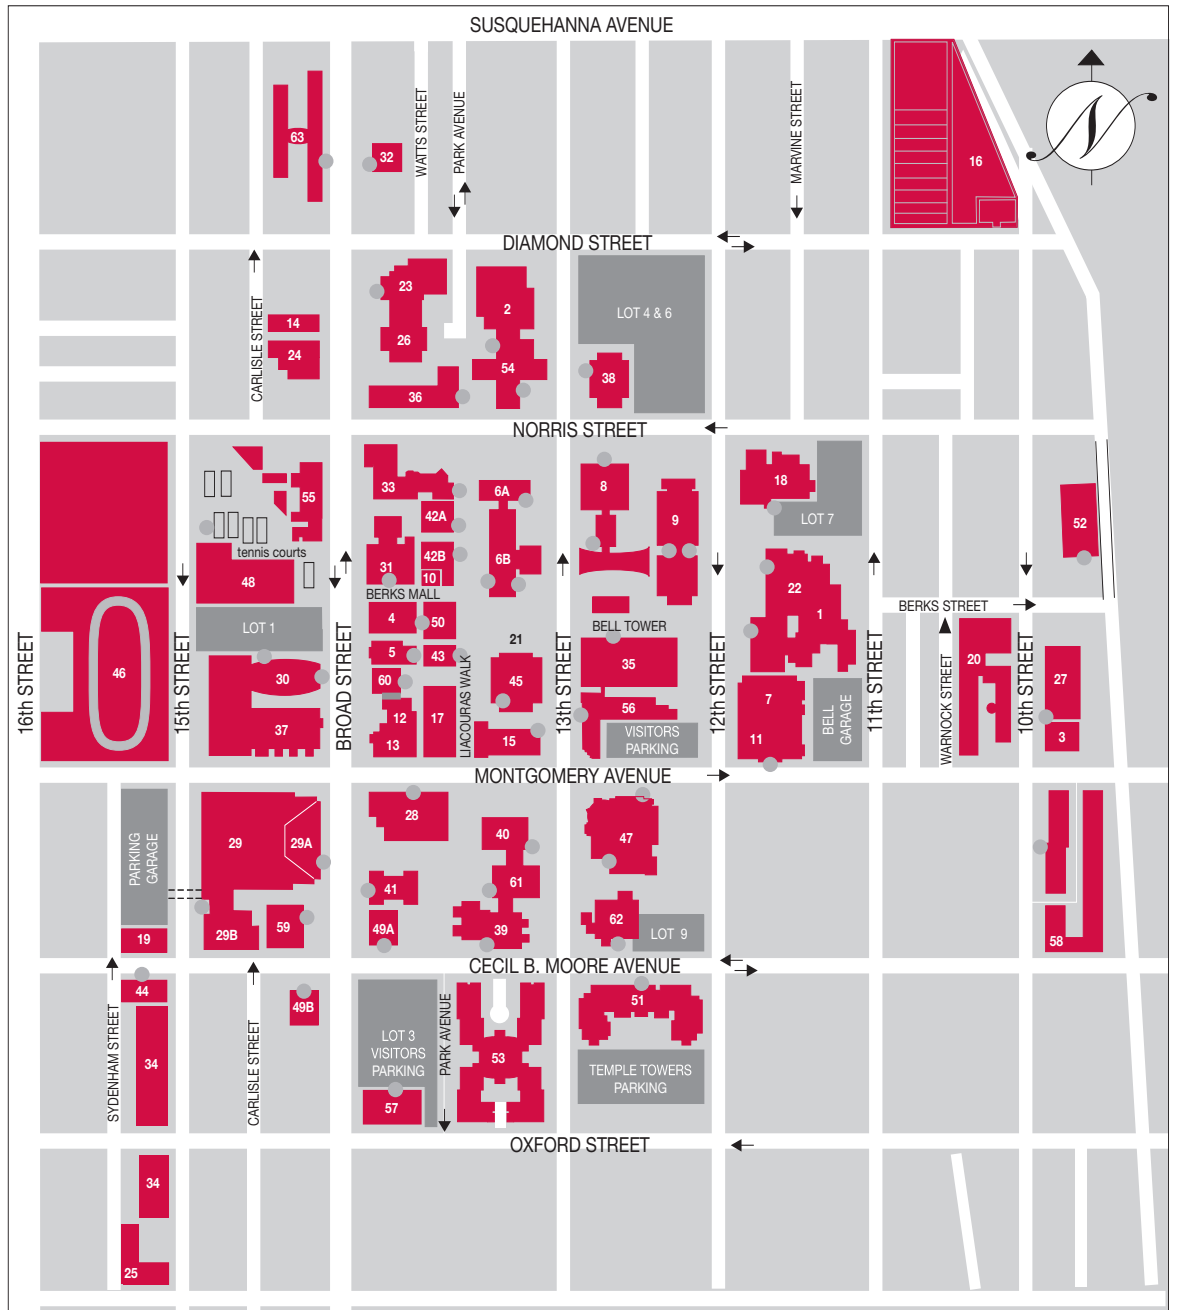 SUSQUEHANNA AVENUE
N
63
32
WATTS STREET
PARK AVENUE
MARVINE STREET
16
DIAMOND STREET
CARLISLE STREET
14
24
23
26
36
2
54
38
LOT 4 & 6
NORRIS STREET
55
tennis courts
48
LOT 1
30
37
46
16th STREET
15th STREET
BROAD STREET
33
42A
42B
10
31
BERKS MALL
4
50
5
43
60
12
13
17
LIACOURAS WALK
6A
6B
21
45
15
13th STREET
8
9
BELL TOWER
35
56
VISITORS
PARKING
12th STREET
18
LOT 7
22
1
7
11
BELL
GARAGE
11th STREET
BERKS STREET
WARNOCK STREET
20
10th STREET
52
27
3
MONTGOMERY AVENUE
PARKING
GARAGE
19
29
29A
29B
59
28
41
49A
40
61
39
47
62
LOT 9
58
CECIL B. MOORE AVENUE
SYDENHAM STREET
44
34
CARLISLE STREET
49B
LOT 3
VISITORS
PARKING
57
PARK AVENUE
53
51
TEMPLE TOWERS
PARKING
OXFORD STREET
34
25